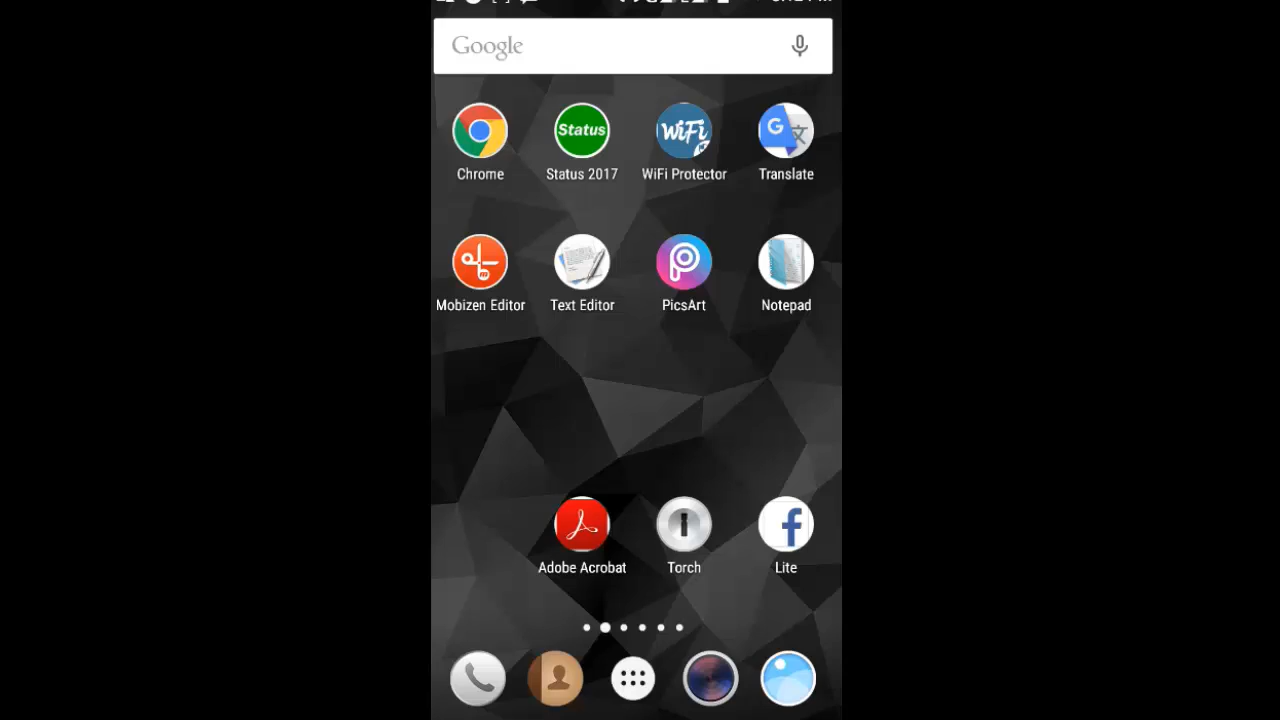 Google
Status
WiFi
Chrome
Status 2017
WiFi Protector
Translate
Mobizen Editor
Text Editor
PicsArt
Notepad
Adobe Acrobat
Torch
Lite